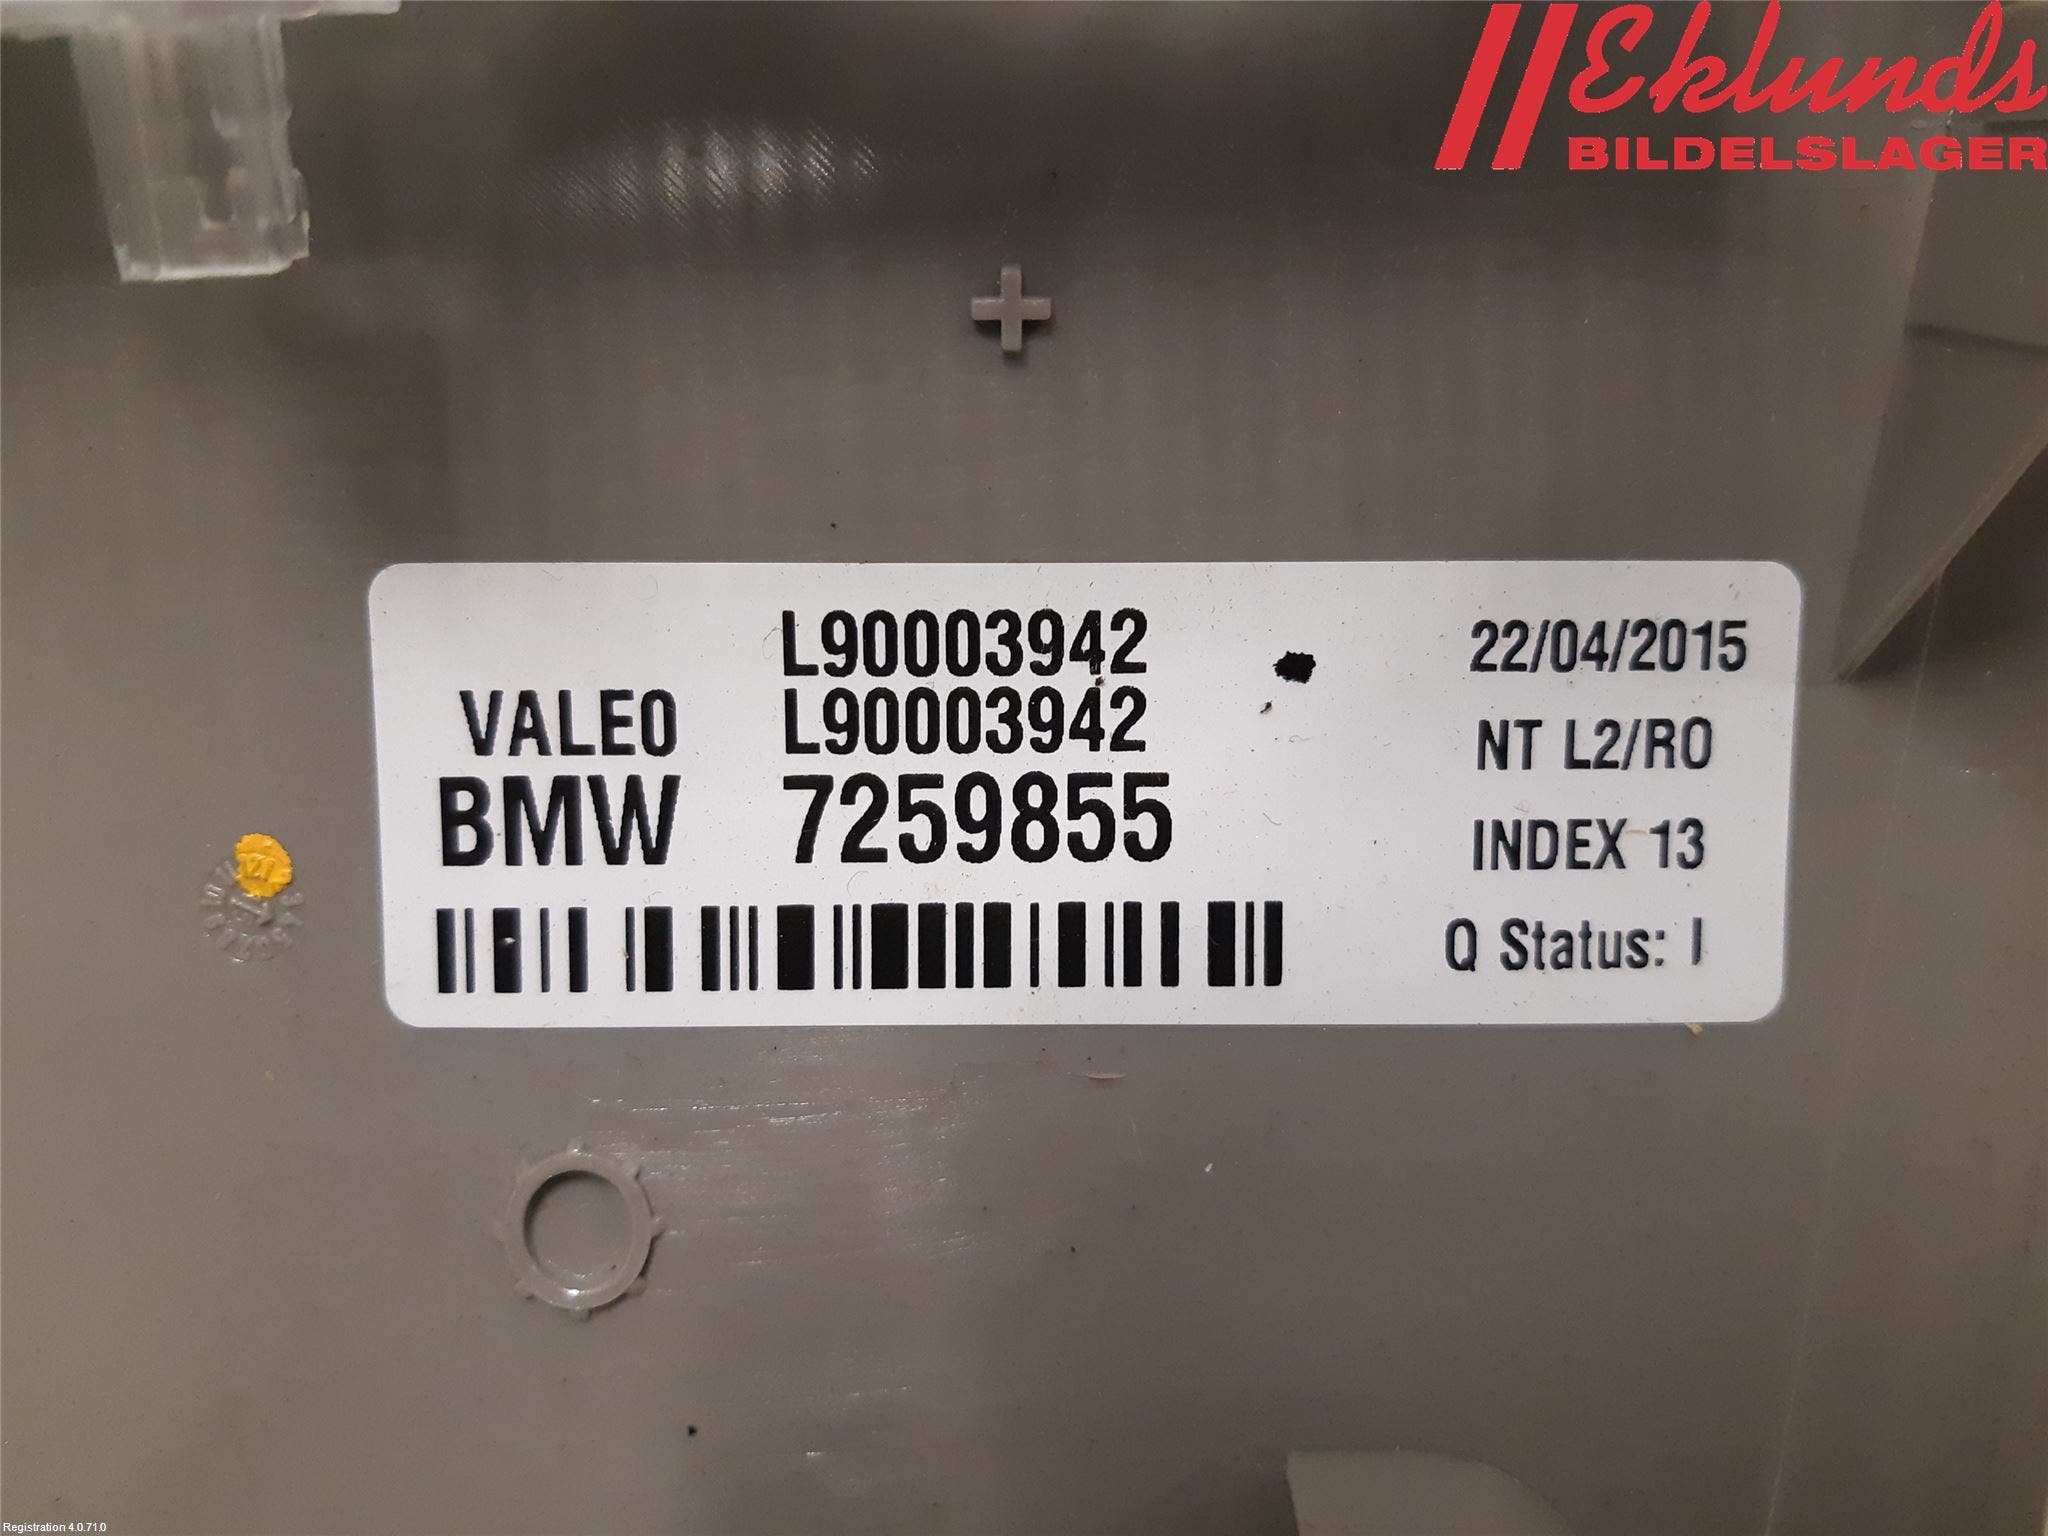 Eklunds
BILDELSLAGER
L90003942
VALEO L90003942
BMW 7259855
22/04/2015
NT L2/RO
INDEX 13
Q Status: I
Registration 4.0.71.0